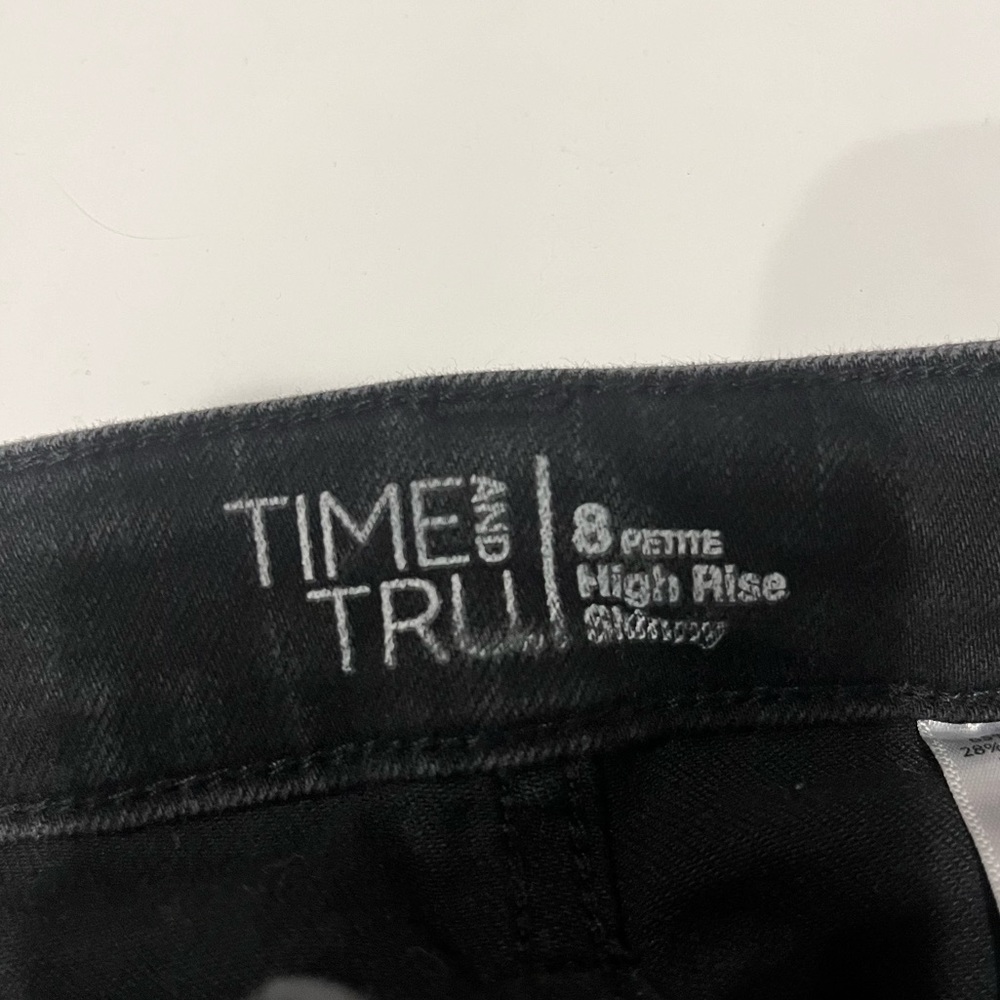 TIME AND
TRU
8 PETITE
High Rise
Skinny
28%